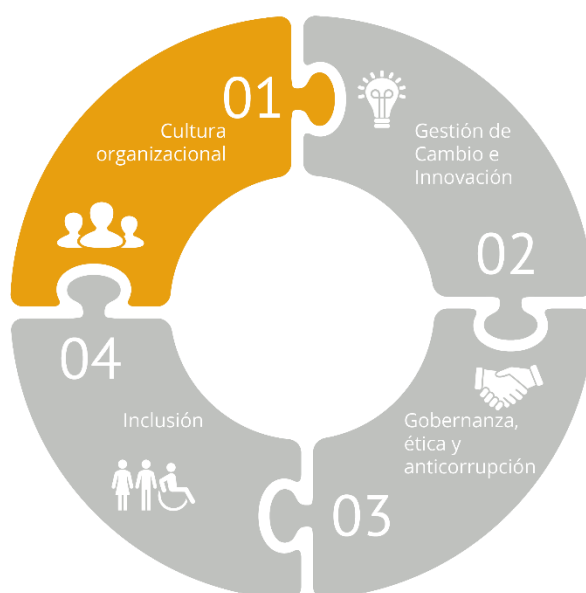 01
Cultura
organizacional
Gestión de
Cambio e
Innovación
02
Gobernanza,
ética y
anticorrupción
03
04
Inclusión